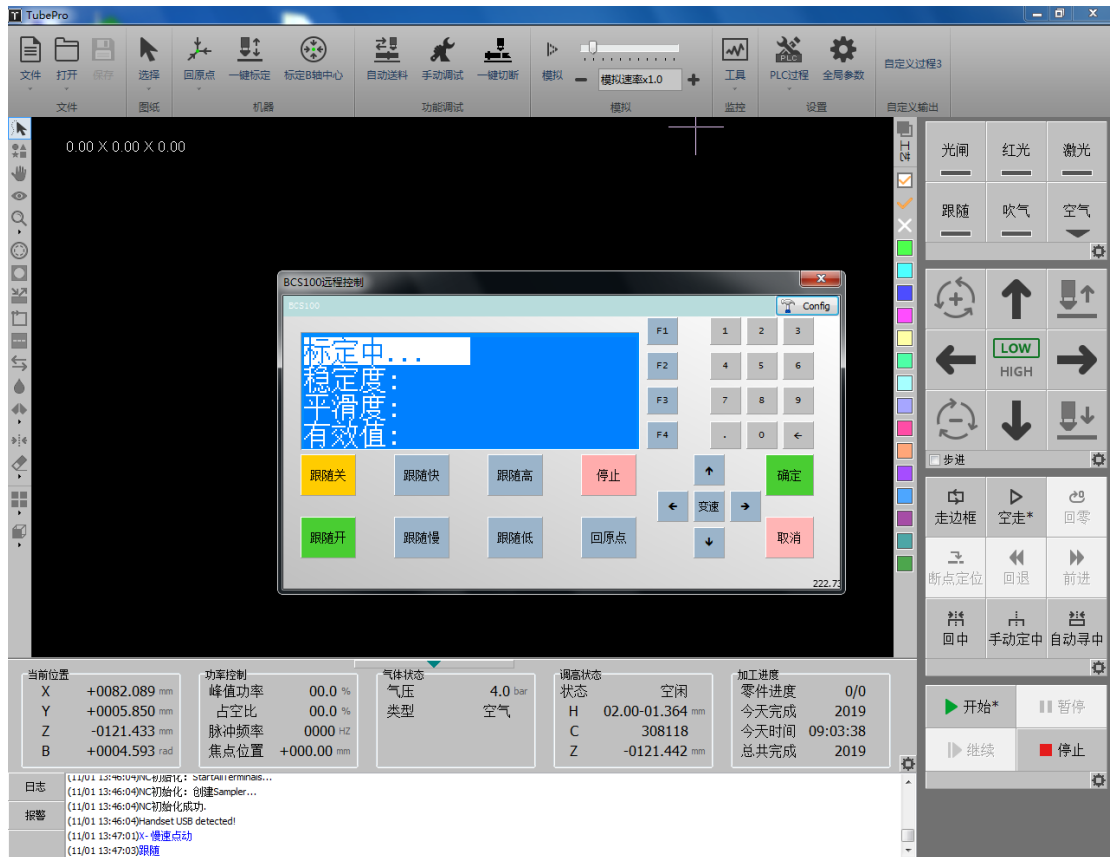 TubePro
文件 打开 保存 选择 回原点 一键标定 标定B轴中心 自动送料 手动调试 一键切断 模拟 模拟速率x1.0 工具 PLC PLC过程 全局参数 自定义过程3
文件 图纸 机器 功能调试 模拟 监控 设置 自定义输出
0.00 X 0.00 X 0.00
光闸 红光 激光
跟随 吹气 空气
LOW
HIGH
步进
走边框 空走* 回零
断点定位 回退 前进
回中 手动定中 自动寻中
开始* 暂停
继续 停止
BCS100远程控制
BCS100 Config
标定中...
稳定度:
平滑度:
有效值:
F1 1 2 3
F2 4 5 6
F3 7 8 9
F4 . 0 ←
跟随关 跟随快 跟随高 停止 ↑ 确定
← 变速 →
跟随开 跟随慢 跟随低 回原点 ↓ 取消
222.73
当前位置 功率控制 气体状态 调高状态 加工进度
X +0082.089 mm 峰值功率 00.0 % 气压 4.0 bar 状态 空闲 零件进度 0/0
Y +0005.850 mm 占空比 00.0 % 类型 空气 H 02.00-01.364 mm 今天完成 2019
Z -0121.433 mm 脉冲频率 0000 HZ C 308118 今天时间 09:03:38
B +0004.593 rad 焦点位置 +000.00 mm Z -0121.442 mm 总共完成 2019
日志
报警
(11/01 13:46:04)NC初始化: StartAllTerminals...
(11/01 13:46:04)NC初始化: 创建Sampler...
(11/01 13:46:04)NC初始化成功.
(11/01 13:46:04)Handset USB detected!
(11/01 13:47:01)X- 慢速点动
(11/01 13:47:03)跟随